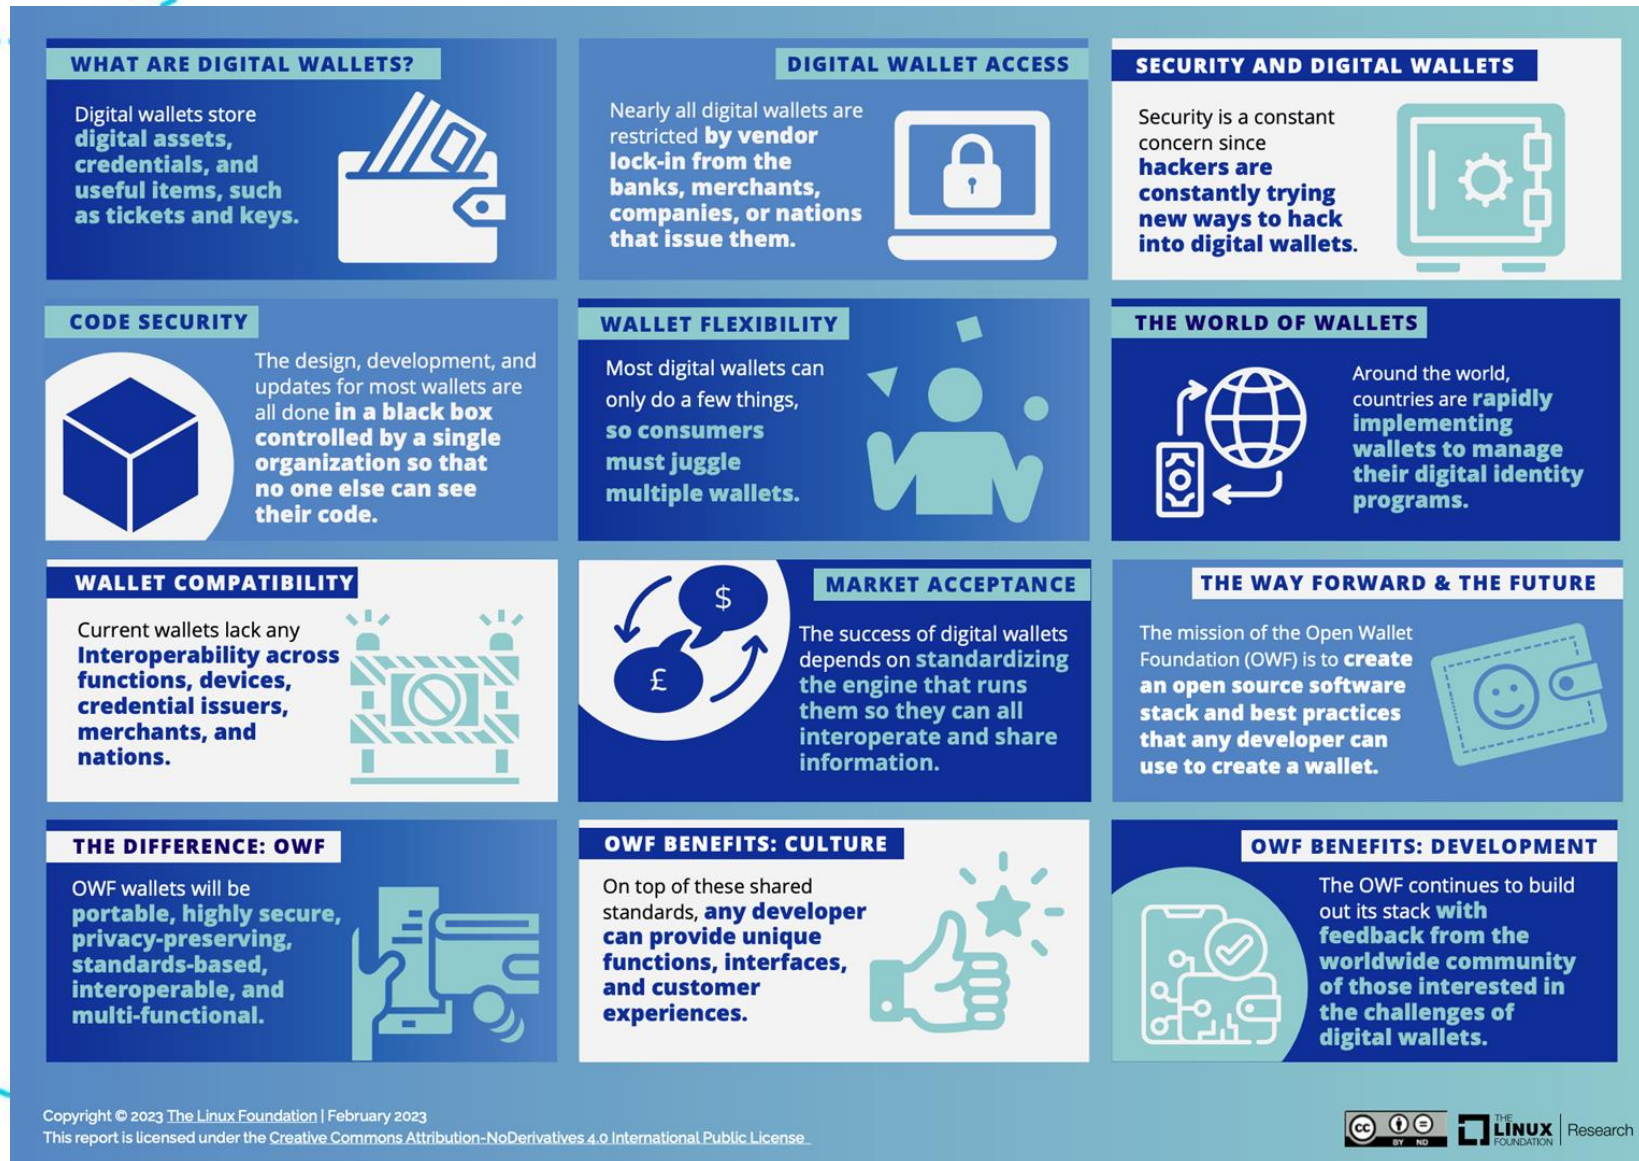 WHAT ARE DIGITAL WALLETS?
Digital wallets store
digital assets,
credentials, and
useful items, such
as tickets and keys.
DIGITAL WALLET ACCESS
Nearly all digital wallets are
restricted by vendor
lock-in from the
banks, merchants,
companies, or nations
that issue them.
SECURITY AND DIGITAL WALLETS
Security is a constant
concern since
hackers are
constantly trying
new ways to hack
into digital wallets.
CODE SECURITY
The design, development, and
updates for most wallets are
all done in a black box
controlled by a single
organization so that
no one else can see
their code.
WALLET FLEXIBILITY
Most digital wallets can
only do a few things,
so consumers
must juggle
multiple wallets.
THE WORLD OF WALLETS
Around the world,
countries are rapidly
implementing
wallets to manage
their digital identity
programs.
WALLET COMPATIBILITY
Current wallets lack any
Interoperability across
functions, devices,
credential issuers,
merchants, and
nations.
$
£
MARKET ACCEPTANCE
The success of digital wallets
depends on standardizing
the engine that runs
them so they can all
interoperate and share
information.
THE WAY FORWARD & THE FUTURE
The mission of the Open Wallet
Foundation (OWF) is to create
an open source software
stack and best practices
that any developer can
use to create a wallet.
THE DIFFERENCE: OWF
OWF wallets will be
portable, highly secure,
privacy-preserving,
standards-based,
interoperable, and
multi-functional.
OWF BENEFITS: CULTURE
On top of these shared
standards, any developer
can provide unique
functions, interfaces,
and customer
experiences.
OWF BENEFITS: DEVELOPMENT
The OWF continues to build
out its stack with
feedback from the
worldwide community
of those interested in
the challenges of
digital wallets.
Copyright © 2023 The Linux Foundation | February 2023
This report is licensed under the Creative Commons Attribution-NoDerivatives 4.0 International Public License
cc BY ND
THE LINUX FOUNDATION | Research